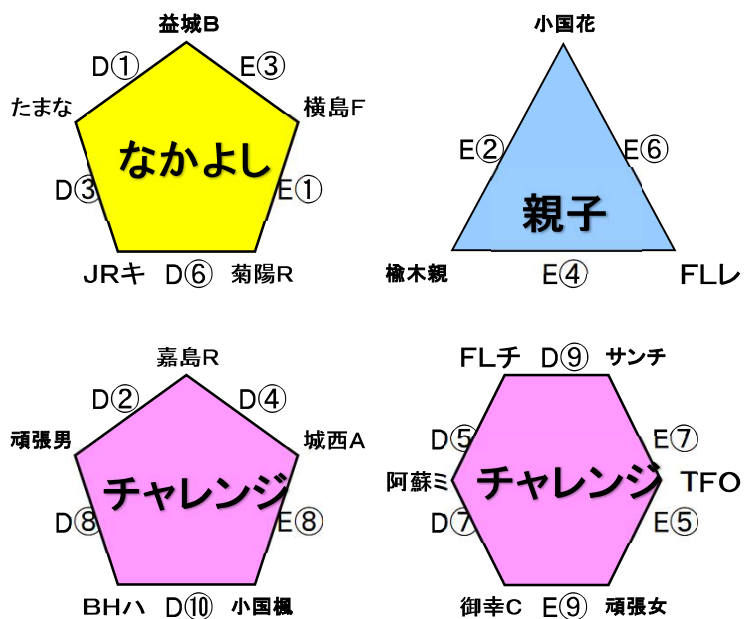 益城B
D① E③
たまな 横島F
なかよし
D③ E①
JRキ D⑥ 菊陽R
小国花
E② E⑥
親子
楡木親 E④ FLレ
嘉島R
D② D④
頑張男 城西A
チャレンジ
D⑧ E⑧
BHハ D⑩ 小国楓
FLチ D⑨ サンチ
D⑤ E⑦
阿蘇ミ チャレンジ TFO
D⑦ E⑤
御幸C E⑨ 頑張女